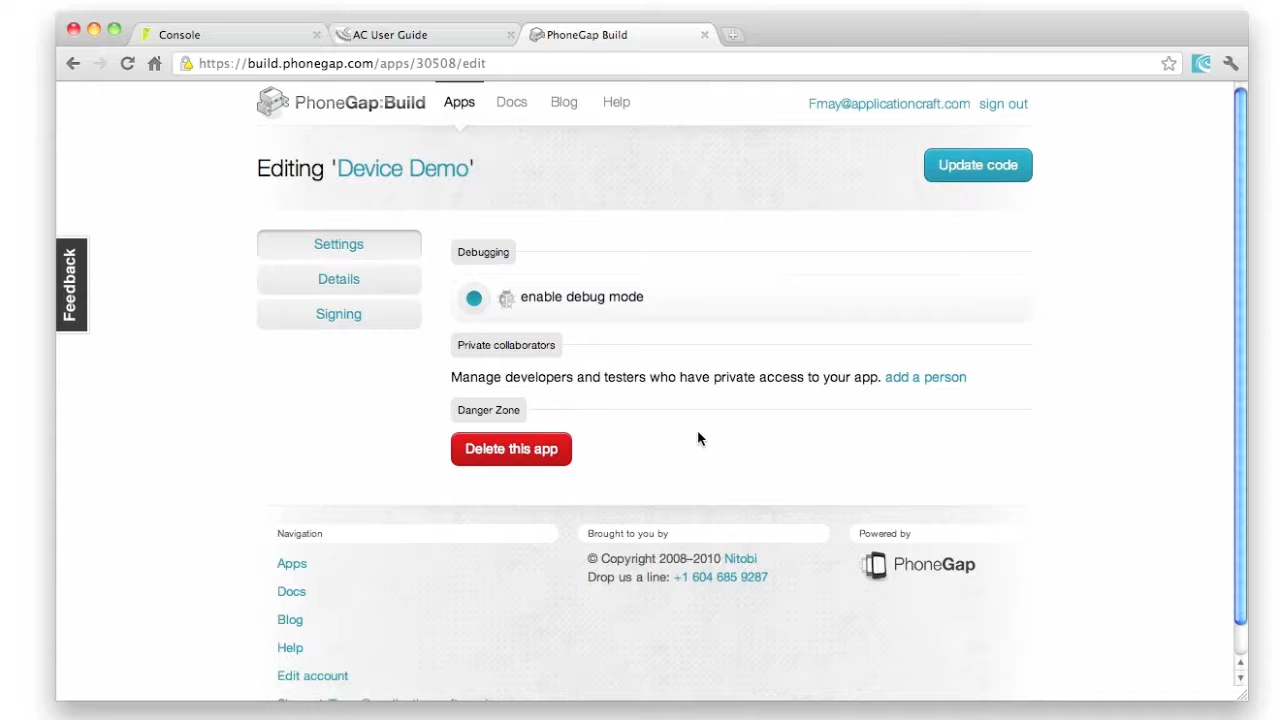 Console
AC User Guide
PhoneGap Build
https://build.phonegap.com/apps/30508/edit
PhoneGap:Build
Apps
Docs
Blog
Help
Fmay@applicationcraft.com sign out
Editing 'Device Demo'
Update code
Feedback
Settings
Details
Signing
Debugging
enable debug mode
Private collaborators
Manage developers and testers who have private access to your app. add a person
Danger Zone
Delete this app
Navigation
Apps
Docs
Blog
Help
Edit account
Brought to you by
© Copyright 2008–2010 Nitobi
Drop us a line: +1 604 685 9287
Powered by
PhoneGap